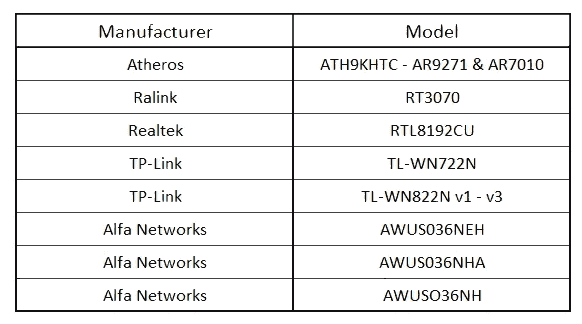 Manufacturer Model
Atheros ATH9KHTC - AR9271 & AR7010
Ralink RT3070
Realtek RTL8192CU
TP-Link TL-WN722N
TP-Link TL-WN822N v1 - v3
Alfa Networks AWUS036NEH
Alfa Networks AWUS036NHA
Alfa Networks AWUSO36NH